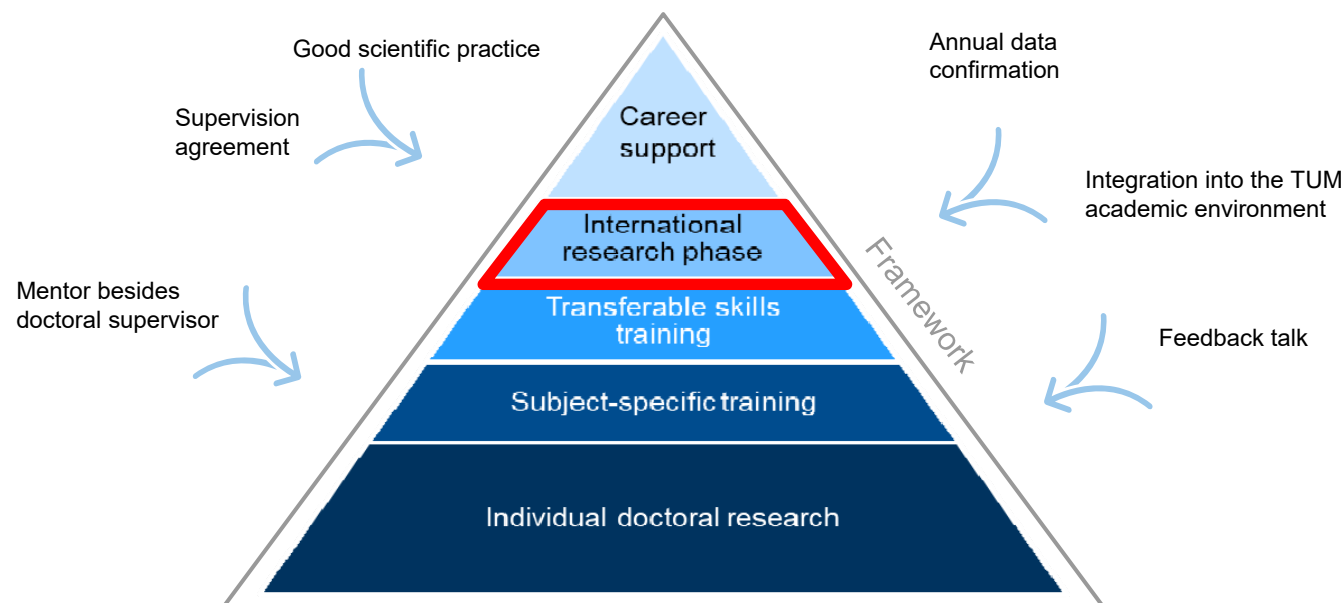 Good scientific practice
Annual data
confirmation
Supervision
agreement
Career
support
Integration into the TUM
academic environment
International
research phase
Framework
Mentor besides
doctoral supervisor
Transferable skills
training
Feedback talk
Subject-specific training
Individual doctoral research